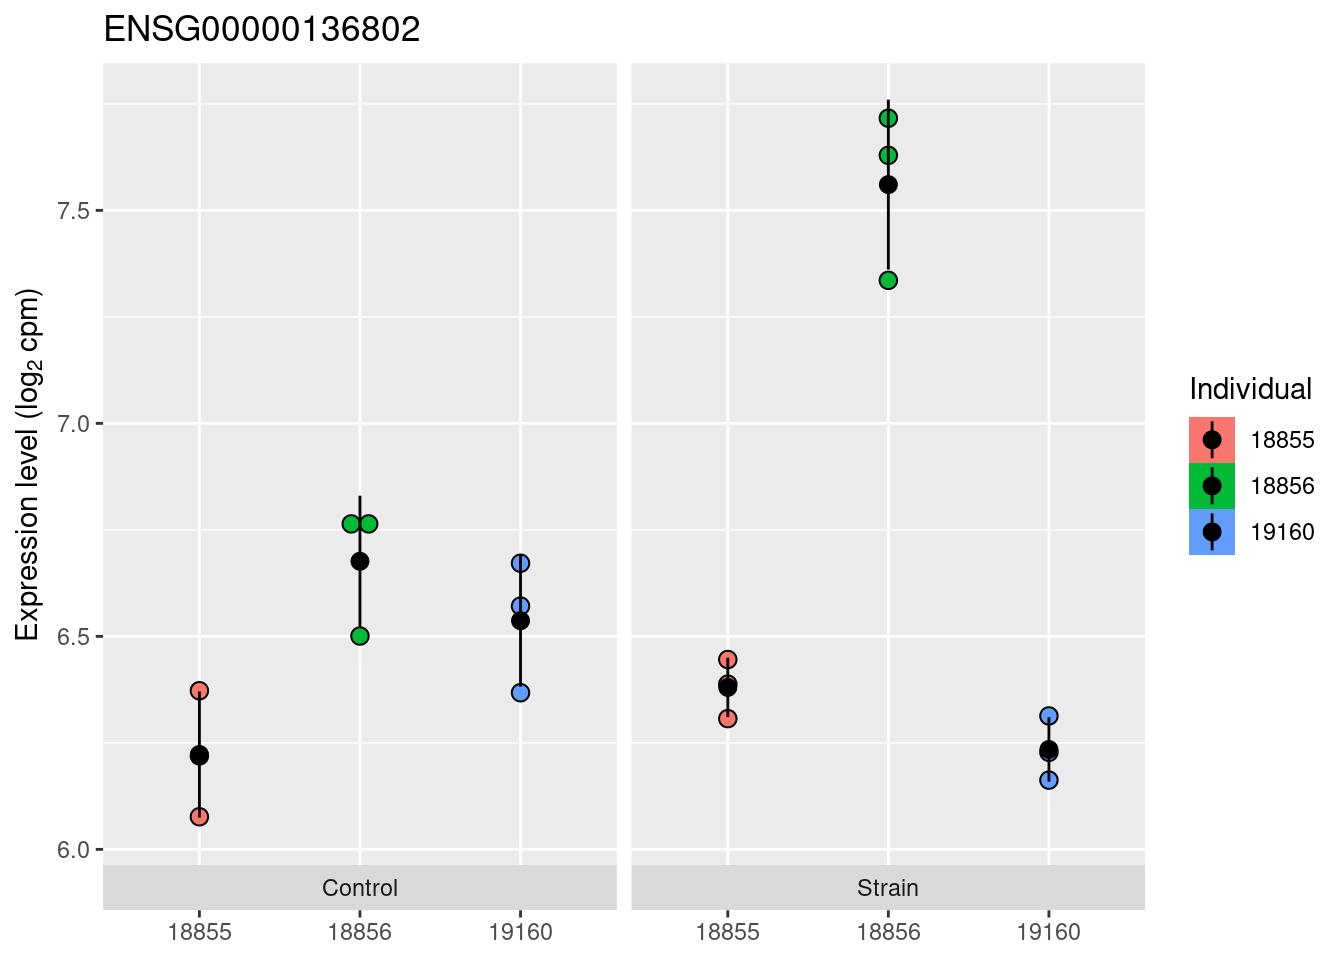 ENSG00000136802
Expression level (log₂ cpm)
7.5
7.0
6.5
6.0
Control
Strain
18855 18856 19160
18855 18856 19160
Individual
18855
18856
19160